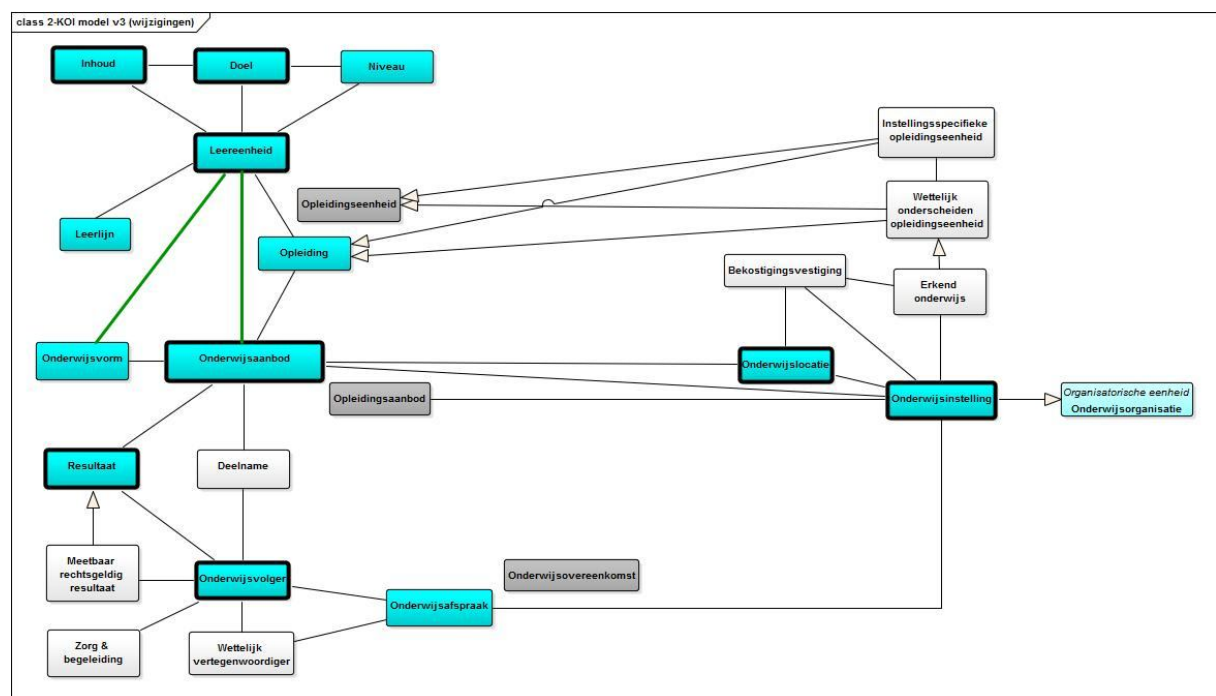 class 2-KOI model v3 (wijzigingen)
Inhoud
Doel
Niveau
Leereenheid
Instellingsspecifieke
opleidingseenheid
Opleidingseenheid
Wettelijk
onderscheiden
opleidingseenheid
Leerlijn
Opleiding
Bekostigingsvestiging
Erkend
onderwijs
Onderwijsvorm
Onderwijsaanbod
Onderwijslocatie
Opleidingsaanbod
Onderwijsinstelling
Organisatorische eenheid
Onderwijsorganisatie
Resultaat
Deelname
Meetbaar
rechtsgeldig
resultaat
Onderwijsvolger
Onderwijsovereenkomst
Onderwijsafspraak
Zorg &
begeleiding
Wettelijk
vertegenwoordiger